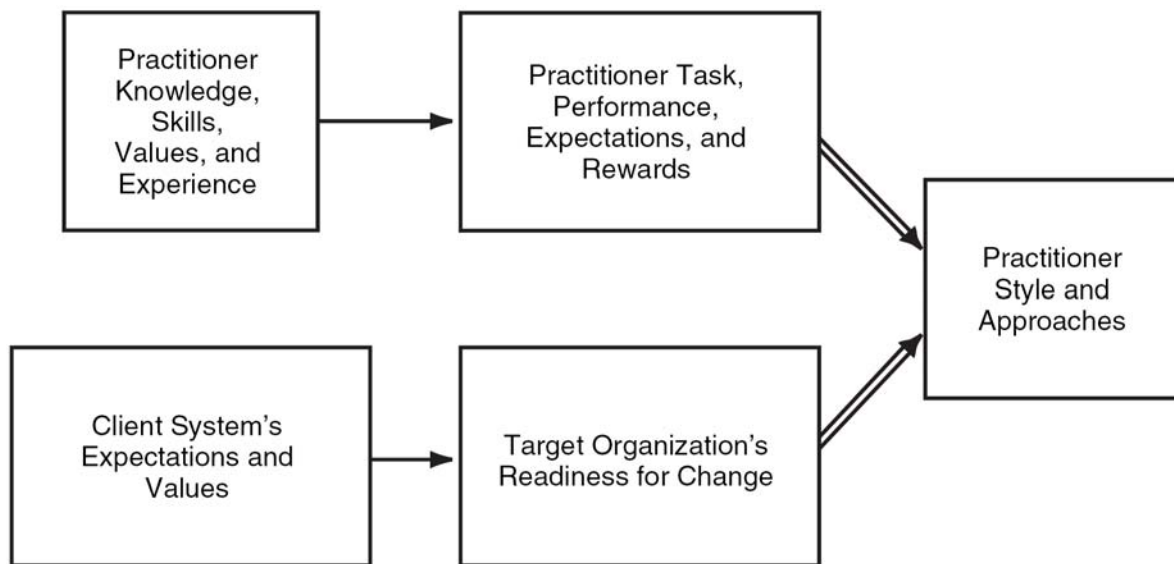 Practitioner
Knowledge,
Skills,
Values, and
Experience
Practitioner Task,
Performance,
Expectations, and
Rewards
Practitioner
Style and
Approaches
Client System’s
Expectations and
Values
Target Organization’s
Readiness for Change